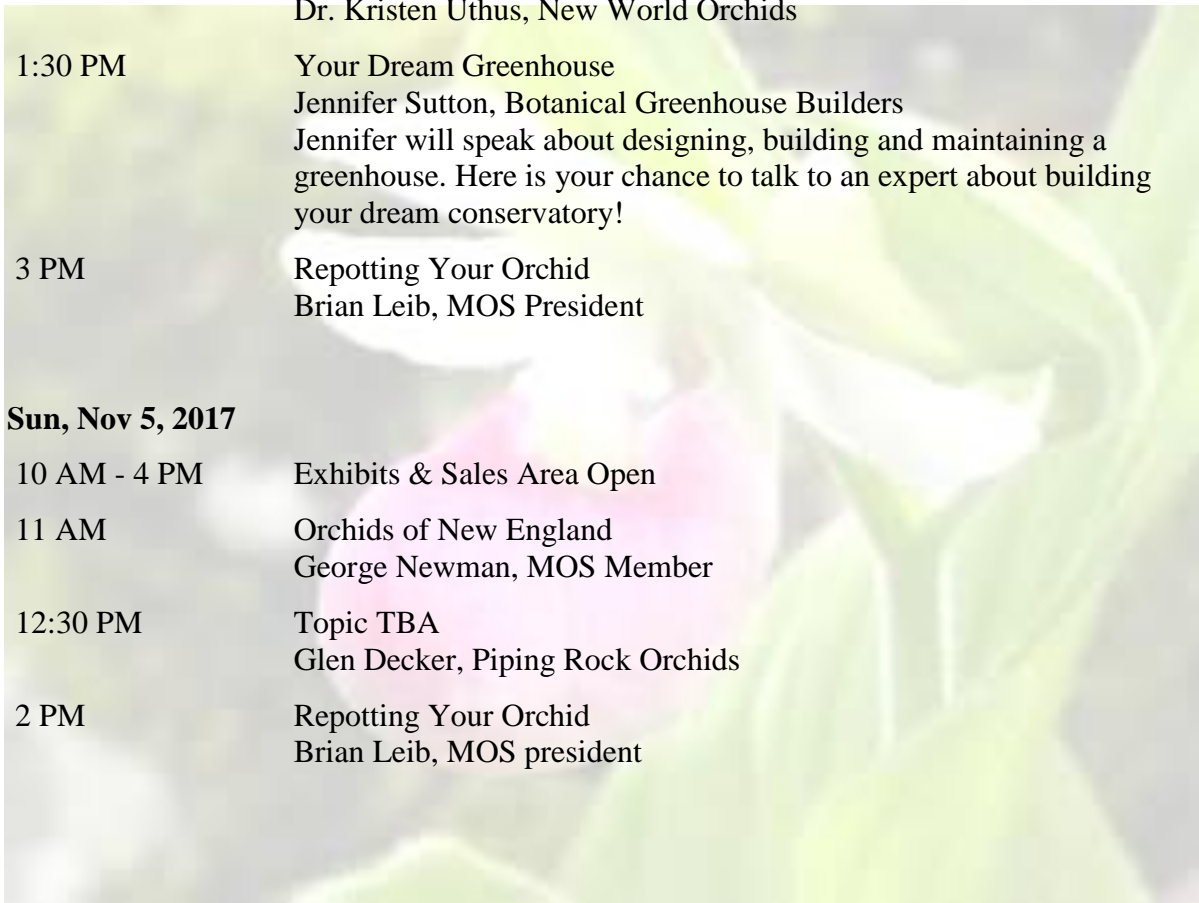 Dr. Kristen Uthus, New World Orchids
1:30 PM Your Dream Greenhouse
Jennifer Sutton, Botanical Greenhouse Builders
Jennifer will speak about designing, building and maintaining a
greenhouse. Here is your chance to talk to an expert about building
your dream conservatory!
3 PM Repotting Your Orchid
Brian Leib, MOS President
Sun, Nov 5, 2017
10 AM - 4 PM Exhibits & Sales Area Open
11 AM Orchids of New England
George Newman, MOS Member
12:30 PM Topic TBA
Glen Decker, Piping Rock Orchids
2 PM Repotting Your Orchid
Brian Leib, MOS president